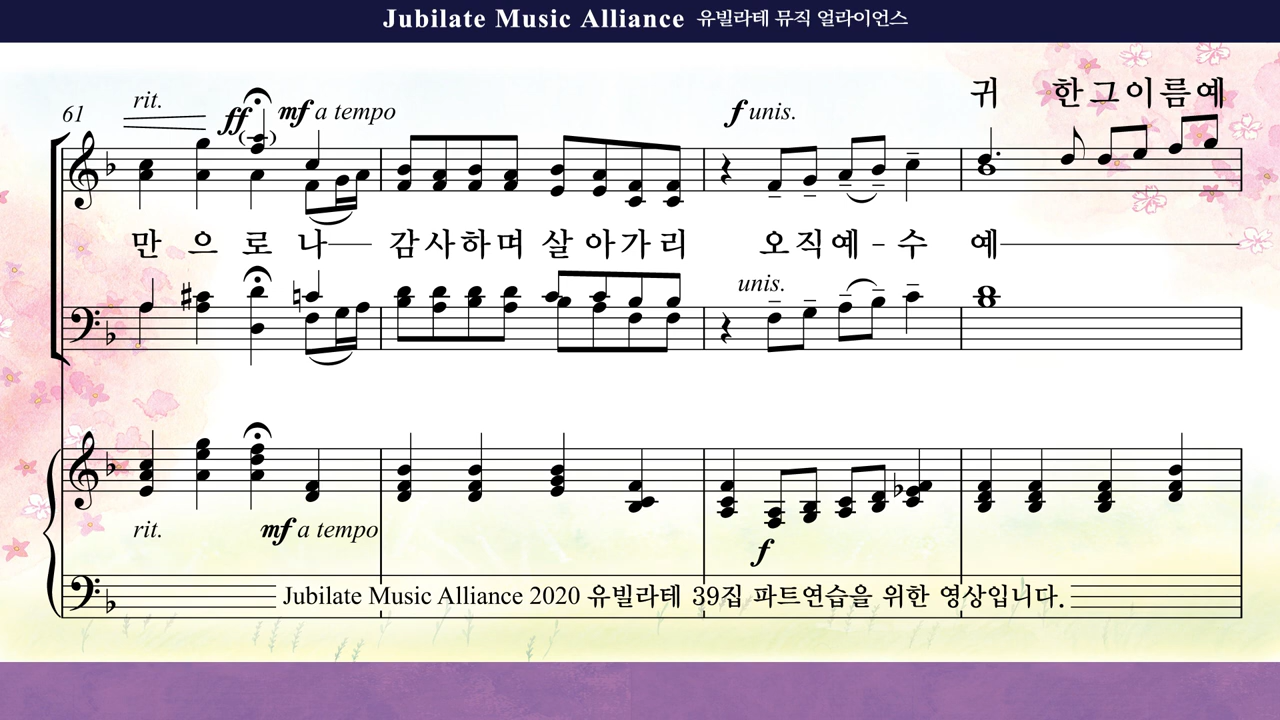 Jubilate Music Alliance 유빌라테 뮤직 얼라이언스
귀 한그이름예
61 rit. ff mf a tempo f unis.
만 으 로 나— 감사하며 살 아가 리 오직예 - 수 예—
unis.
rit. mf a tempo f
Jubilate Music Alliance 2020 유빌라테 39집 파트연습을 위한 영상입니다.